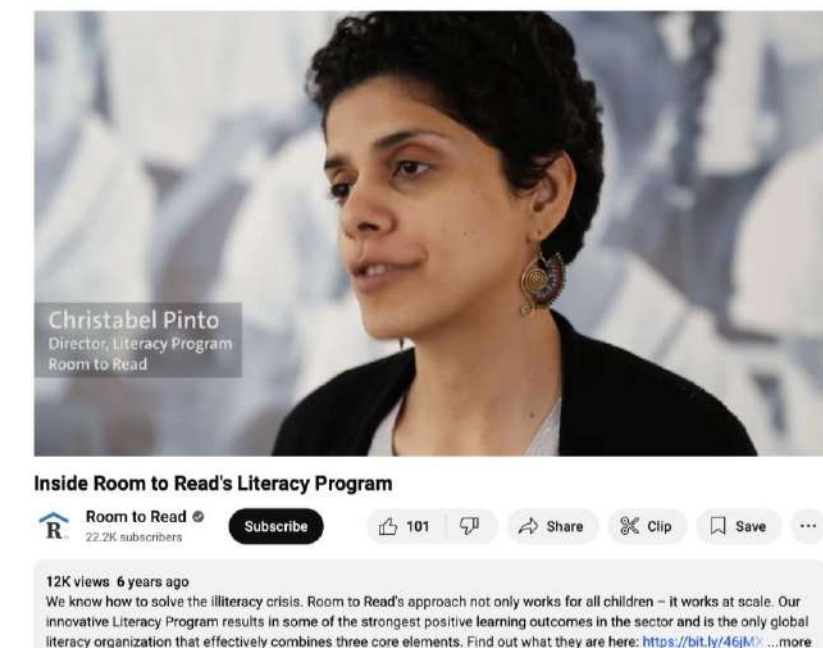 Christabel Pinto
Director, Literacy Program
Room to Read
Inside Room to Read's Literacy Program
R
Room to Read
22.2K subscribers
Subscribe
101
Share
Clip
Save
12K views 6 years ago
We know how to solve the illiteracy crisis. Room to Read's approach not only works for all children – it works at scale. Our
innovative Literacy Program results in some of the strongest positive learning outcomes in the sector and is the only global
literacy organization that effectively combines three core elements. Find out what they are here: https://bit.ly/46jMX ...more